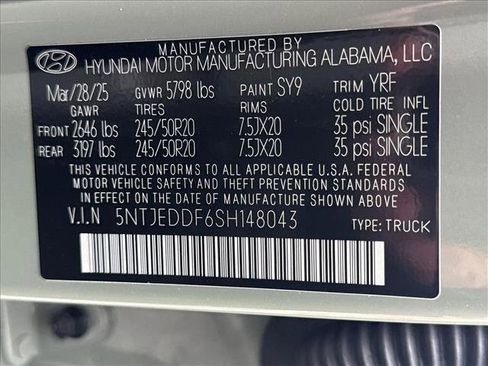 MANUFACTURED BY
HYUNDAI MOTOR MANUFACTURING ALABAMA, LLC
Mar/28/25 GVWR 5798 lbs PAINT SY9 TRIM YRF
GAWR TIRES RIMS COLD TIRE INFL
FRONT 2646 lbs 245/50R20 7.5JX20 35 psi SINGLE
REAR 3197 lbs 245/50R20 7.5JX20 35 psi SINGLE
THIS VEHICLE CONFORMS TO ALL APPLICABLE U.S.A. FEDERAL
MOTOR VEHICLE SAFETY AND THEFT PREVENTION STANDARDS
IN EFFECT ON THE DATE OF MANUFACTURE SHOWN ABOVE.
V.I.N 5NTJEDDF6SH148043 TYPE: TRUCK